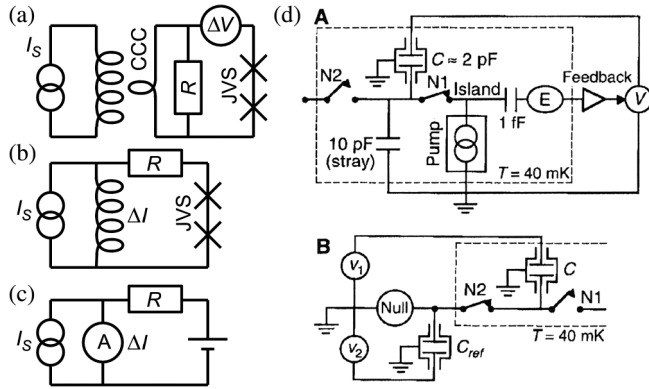 (a)
I_S
CCC
R
ΔV
JVS
(b)
I_S
ΔI
R
JVS
(c)
I_S
A
ΔI
R
(d)
A
N2
C ≈ 2 pF
N1
Island
1 fF
E
Feedback
V
10 pF
(stray)
Pump
T = 40 mK
B
V_1
Null
V_2
N2
C
N1
T = 40 mK
C_ref